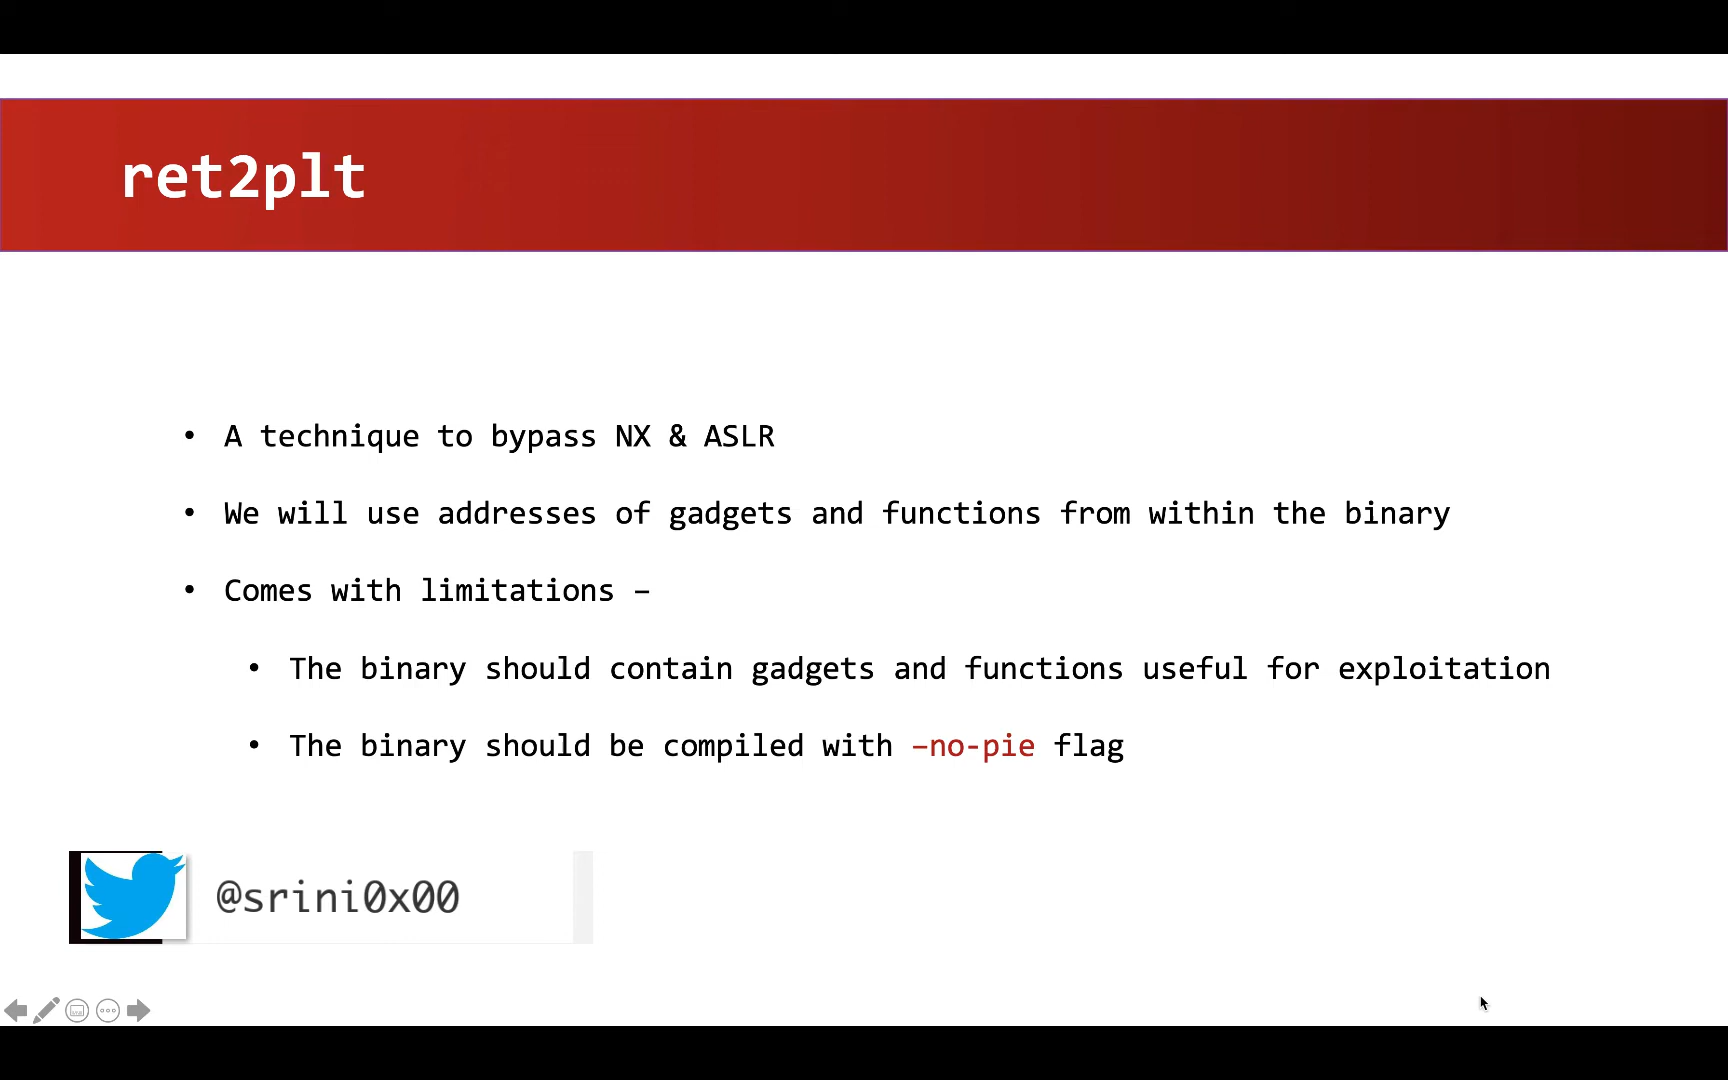 ret2plt
• A technique to bypass NX & ASLR
• We will use addresses of gadgets and functions from within the binary
• Comes with limitations –
• The binary should contain gadgets and functions useful for exploitation
• The binary should be compiled with –no-pie flag
@srini0x00